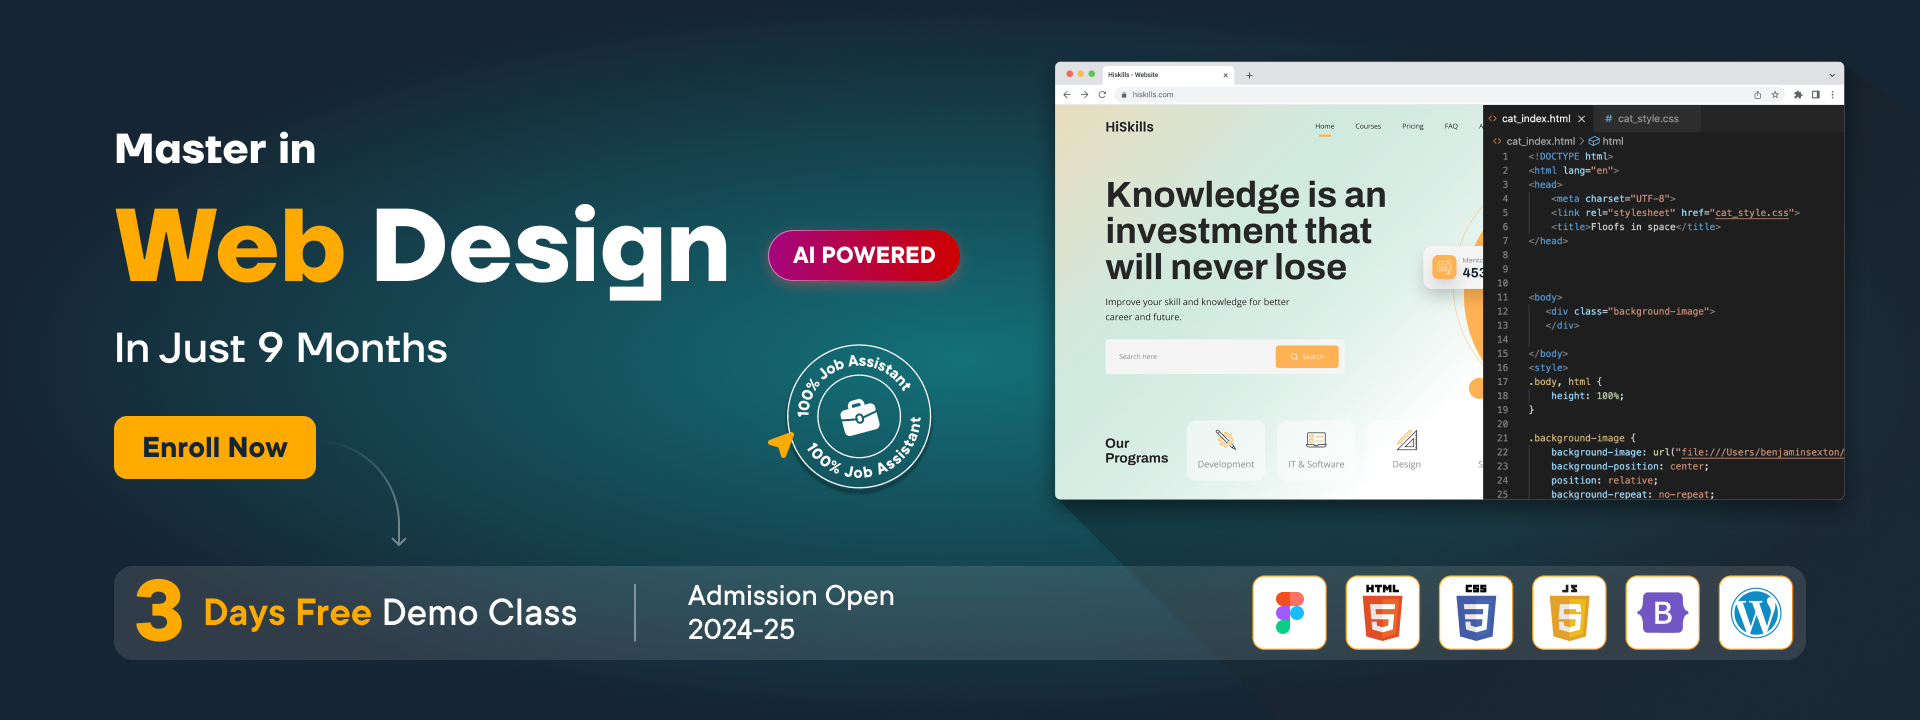 Master in
Web Design
AI POWERED
In Just 9 Months
Enroll Now
100% Job Assistant
100% Job Assistant
3 Days Free Demo Class
Admission Open
2024-25
Hiskills - Website
hiskills.com
HiSkills
Home Courses Pricing FAQ A
Knowledge is an
investment that
will never lose
Improve your skill and knowledge for better
career and future.
Search here
Search
453
Our
Programs
Development
IT & Software
Design
S
cat_index.html
cat_style.css
cat_index.html > html
1 <!DOCTYPE html>
2 <html lang="en">
3 <head>
4 <meta charset="UTF-8">
5 <link rel="stylesheet" href="cat_style.css">
6 <title>Floofs in space</title>
7 </head>
8
9
10
11 <body>
12 <div class="background-image">
13 </div>
14
15 </body>
16 <style>
17 .body, html {
18 height: 100%;
19 }
20
21 .background-image {
22 background-image: url("file:///Users/benjaminsexton/
23 background-position: center;
24 position: relative;
25 background-repeat: no-repeat;
HTML
5
CSS
3
JS
5
B
W